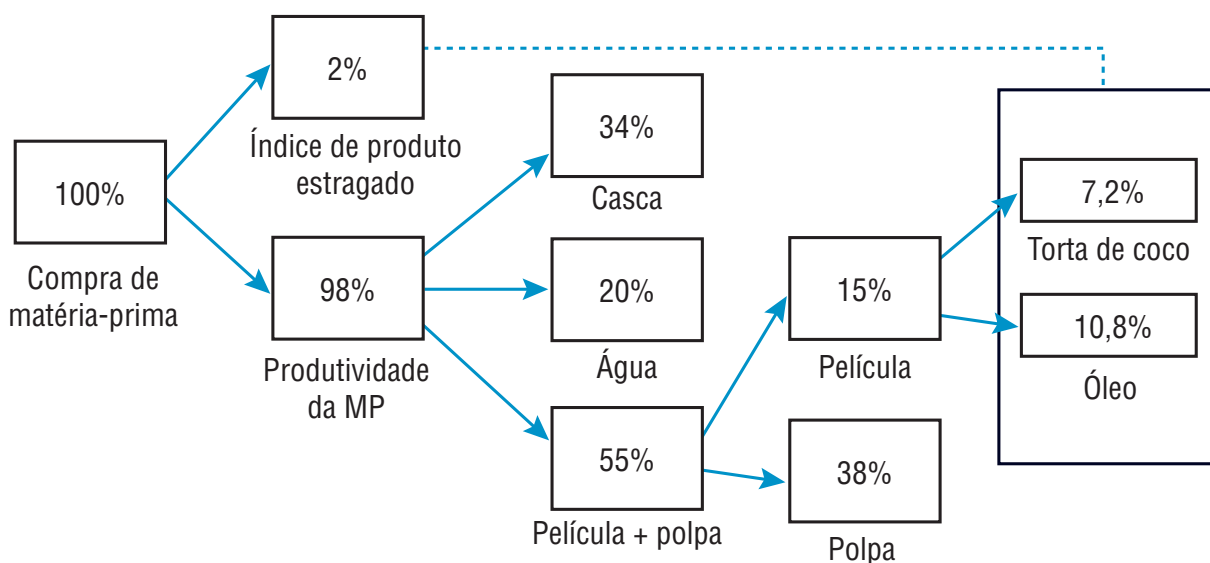 100%
Compra de
matéria-prima
2%
Índice de produto
estragado
98%
Produtividade
da MP
34%
Casca
20%
Água
55%
Película + polpa
15%
Película
38%
Polpa
7,2%
Torta de coco
10,8%
Óleo